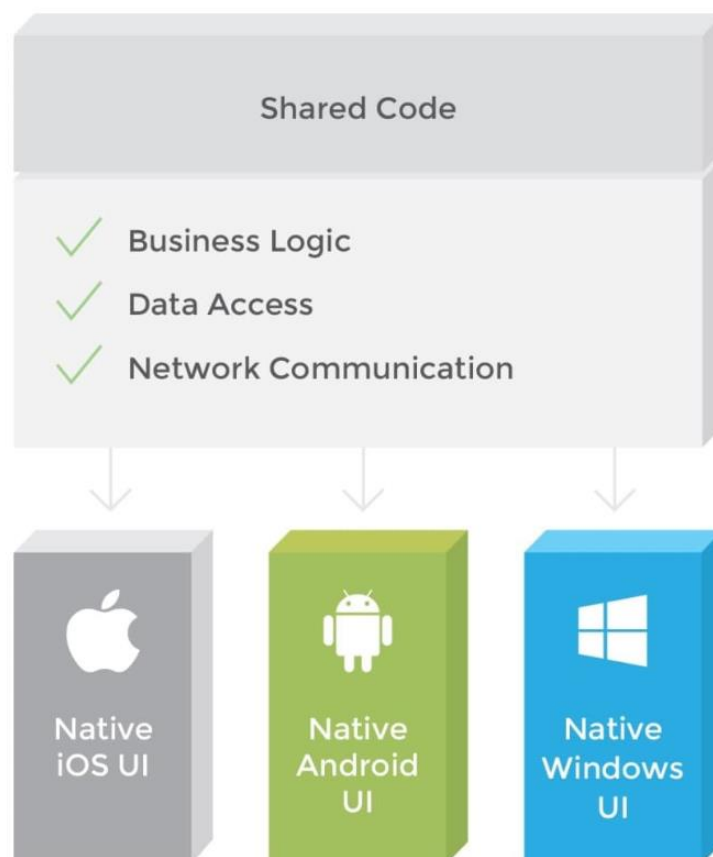 Shared Code
Business Logic
Data Access
Network Communication
Native
iOS UI
Native
Android
UI
Native
Windows
UI